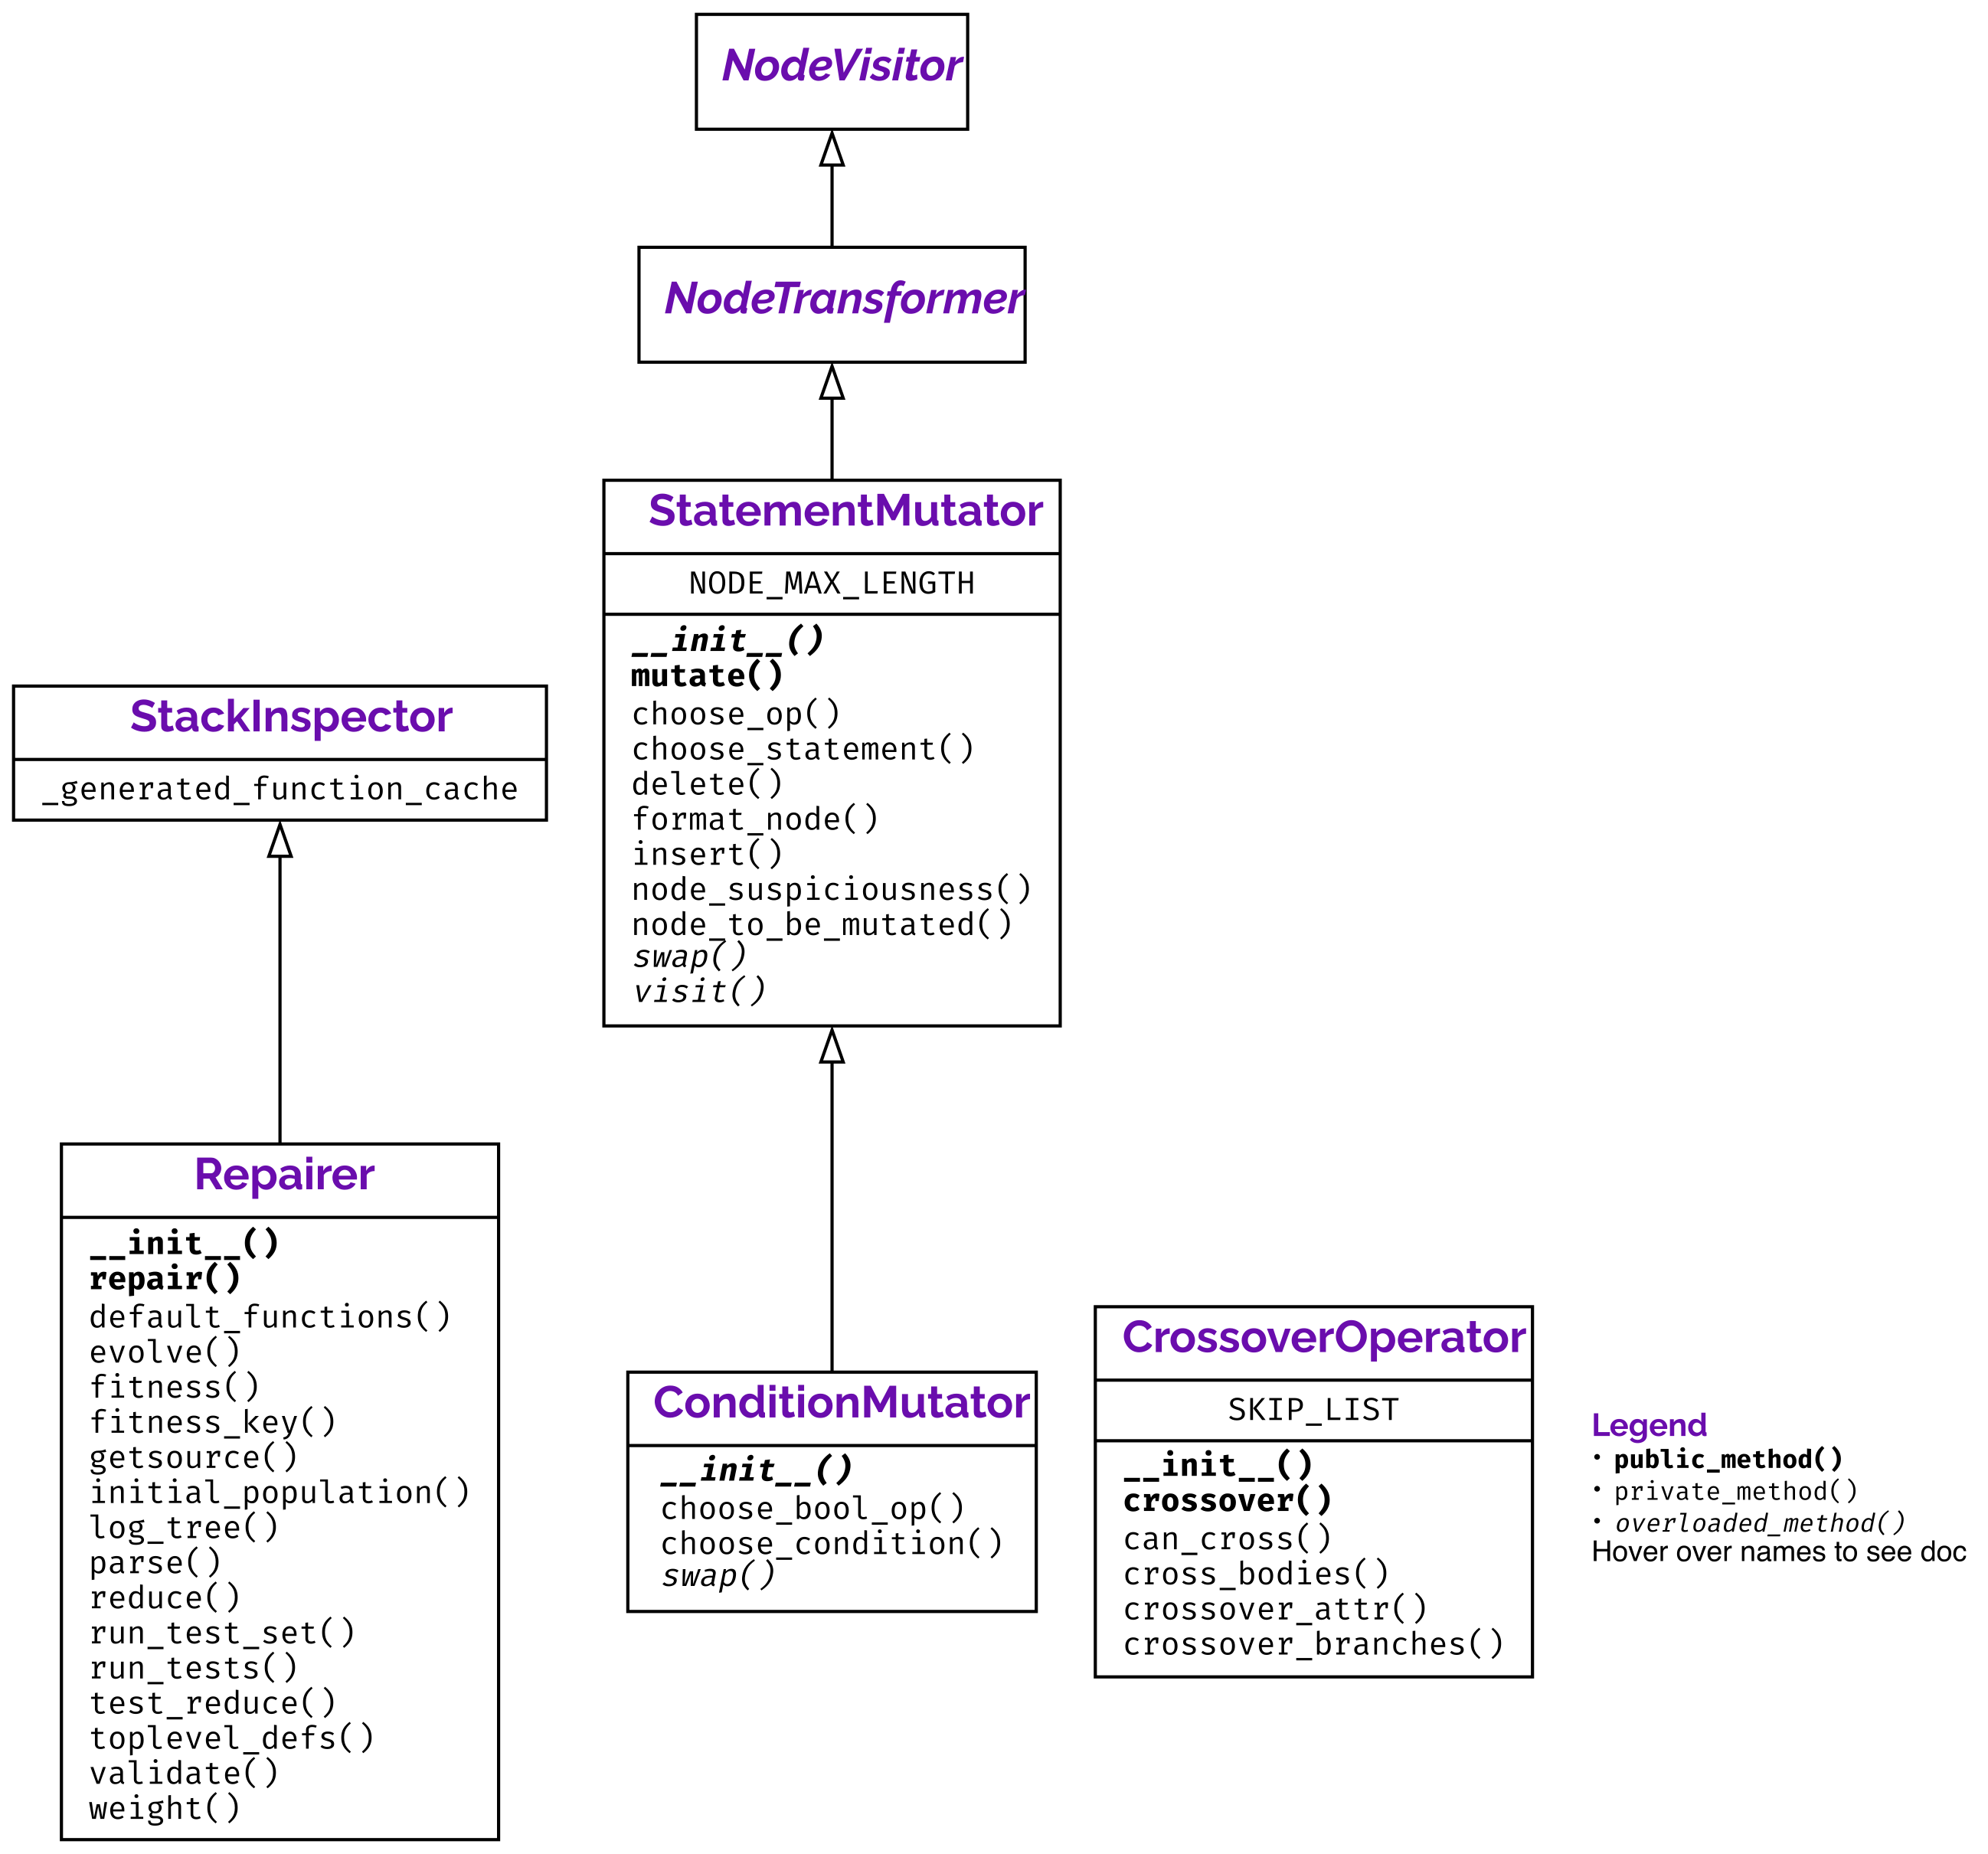 NodeVisitor
NodeTransformer
StatementMutator
NODE_MAX_LENGTH
__init__()
mutate()
choose_op()
choose_statement()
delete()
format_node()
insert()
node_suspiciousness()
node_to_be_mutated()
swap()
visit()
StackInspector
_generated_function_cache
Repairer
__init__()
repair()
default_functions()
evolve()
fitness()
fitness_key()
getsource()
initial_population()
log_tree()
parse()
reduce()
run_test_set()
run_tests()
test_reduce()
toplevel_defs()
validate()
weight()
ConditionMutator
__init__()
choose_bool_op()
choose_condition()
swap()
CrossoverOperator
SKIP_LIST
__init__()
crossover()
can_cross()
cross_bodies()
crossover_attr()
crossover_branches()
Legend
• public_method()
• private_method()
• overloaded_method()
Hover over names to see doc